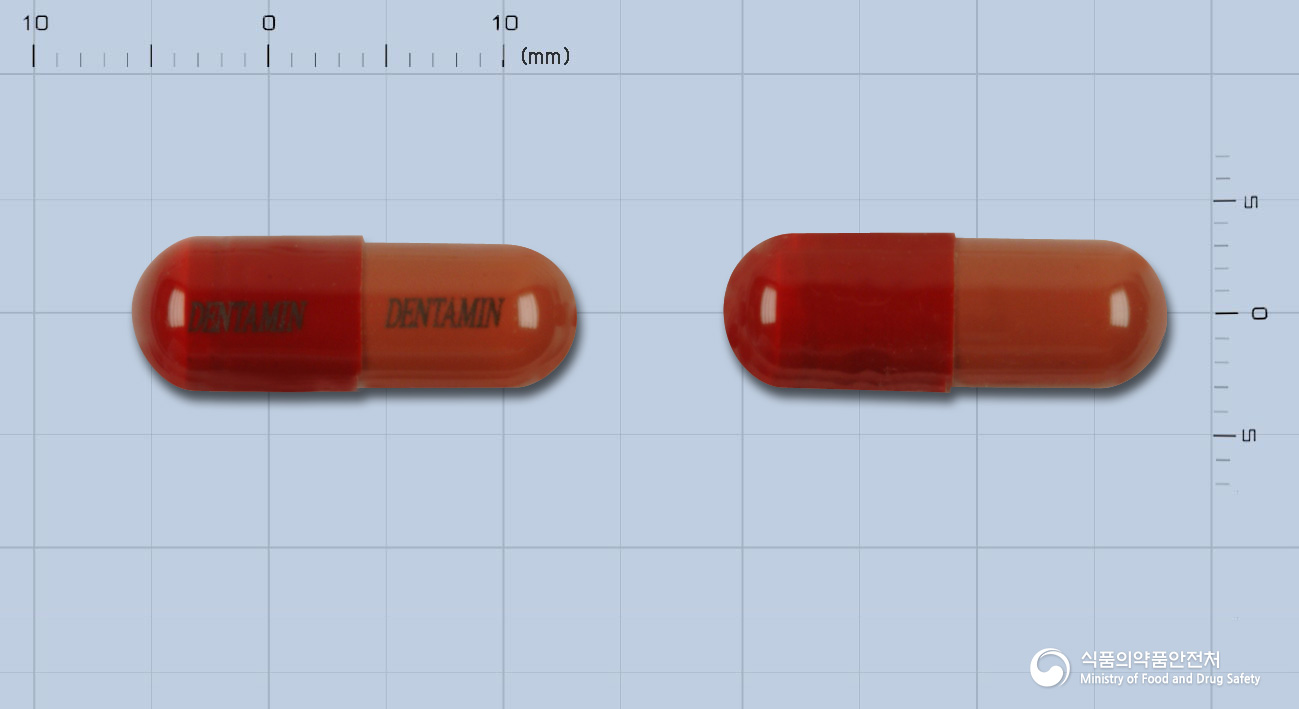 10 0 10
(mm)
DENTAMIN DENTAMIN
5
0
5
식품의약품안전처
Ministry of Food and Drug Safety